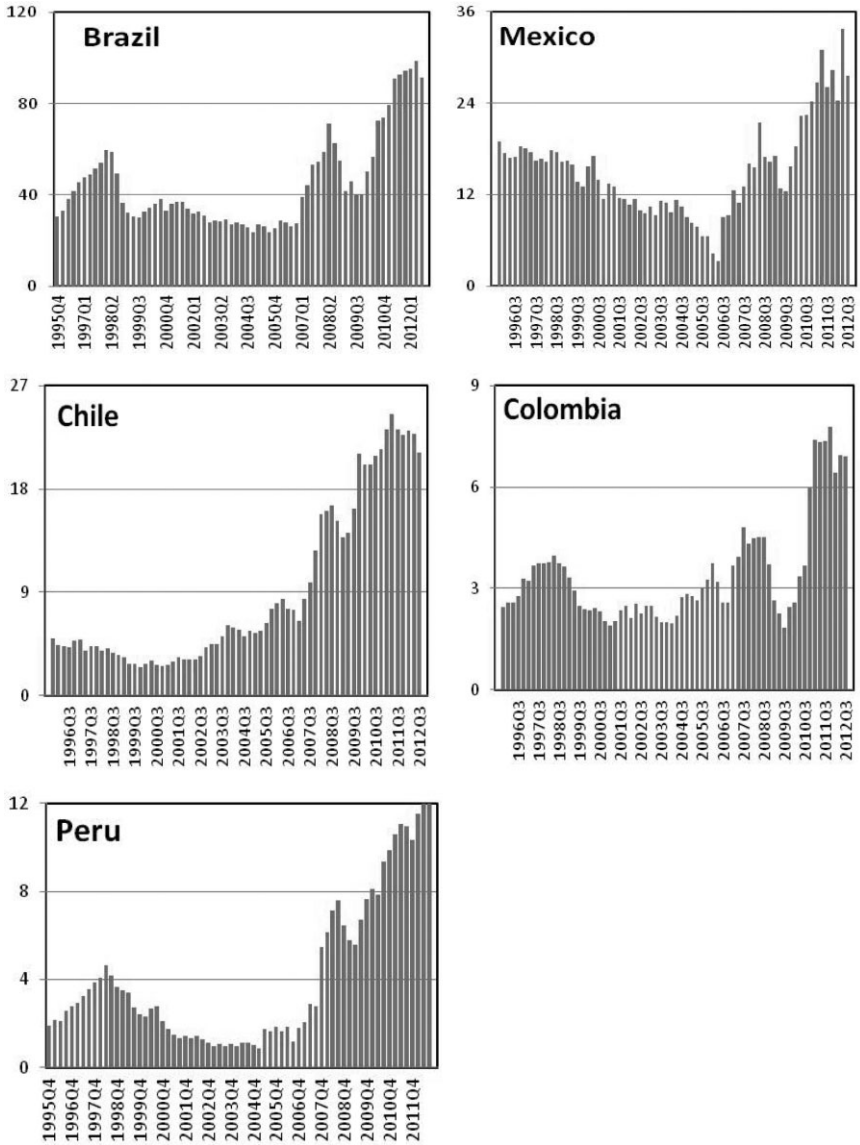 Brazil
120
80
40
0
1995Q4
1997Q1
1998Q2
1999Q3
2000Q4
2002Q1
2003Q2
2004Q3
2005Q4
2007Q1
2008Q2
2009Q3
2010Q4
2012Q1
Mexico
36
24
12
0
1996Q3
1997Q3
1998Q3
1999Q3
2000Q3
2001Q3
2002Q3
2003Q3
2004Q3
2005Q3
2006Q3
2007Q3
2008Q3
2009Q3
2010Q3
2011Q3
2012Q3
Chile
27
18
9
0
1996Q3
1997Q3
1998Q3
1999Q3
2000Q3
2001Q3
2002Q3
2003Q3
2004Q3
2005Q3
2006Q3
2007Q3
2008Q3
2009Q3
2010Q3
2011Q3
2012Q3
Colombia
9
6
3
0
1996Q3
1997Q3
1998Q3
1999Q3
2000Q3
2001Q3
2002Q3
2003Q3
2004Q3
2005Q3
2006Q3
2007Q3
2008Q3
2009Q3
2010Q3
2011Q3
2012Q3
Peru
12
8
4
0
1995Q4
1996Q4
1997Q4
1998Q4
1999Q4
2000Q4
2001Q4
2002Q4
2003Q4
2004Q4
2005Q4
2006Q4
2007Q4
2008Q4
2009Q4
2010Q4
2011Q4